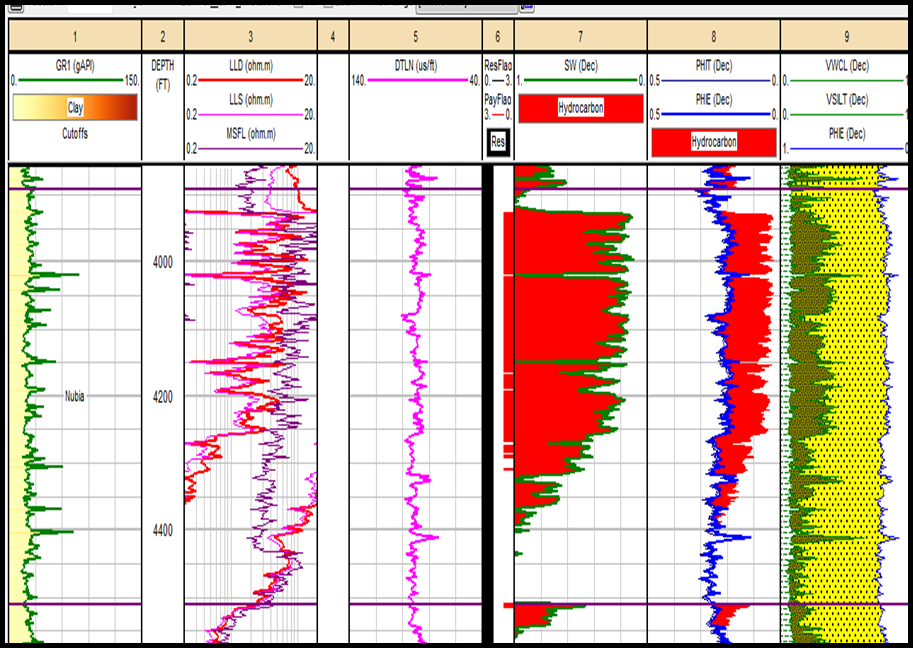 1 2 3 4 5 6 7 8 9
GR1 (gAPI) DEPTH LLD (ohm.m) DTLN (us/ft) ResFlag SW (Dec) PHIT (Dec) VWCL (Dec)
0. 150. (FT) 0.2 20. 140. 40. 0. 3. 1. 0. 0.5 0. 0. 1
Clay LLS (ohm.m) PayFlag Hydrocarbon PHIE (Dec) VSILT (Dec)
0.2 20. 3. 0. 0.5 0. 0. 1
Cutoffs MSFL (ohm.m) Res Hydrocarbon PHIE (Dec)
0.2 20. 1. 0
4000
Nubia 4200
4400